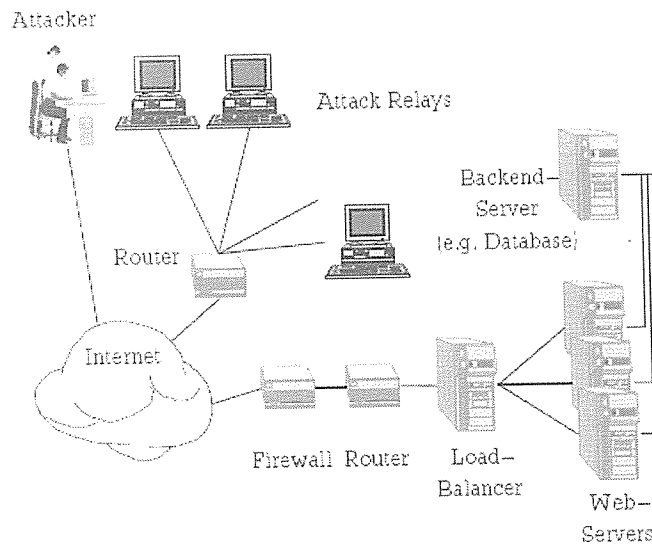 Attacker
Attack Relays
Backend-
Server
(e.g. Database)
Router
Internet
Firewall Router
Load-
Balancer
Web-
Servers